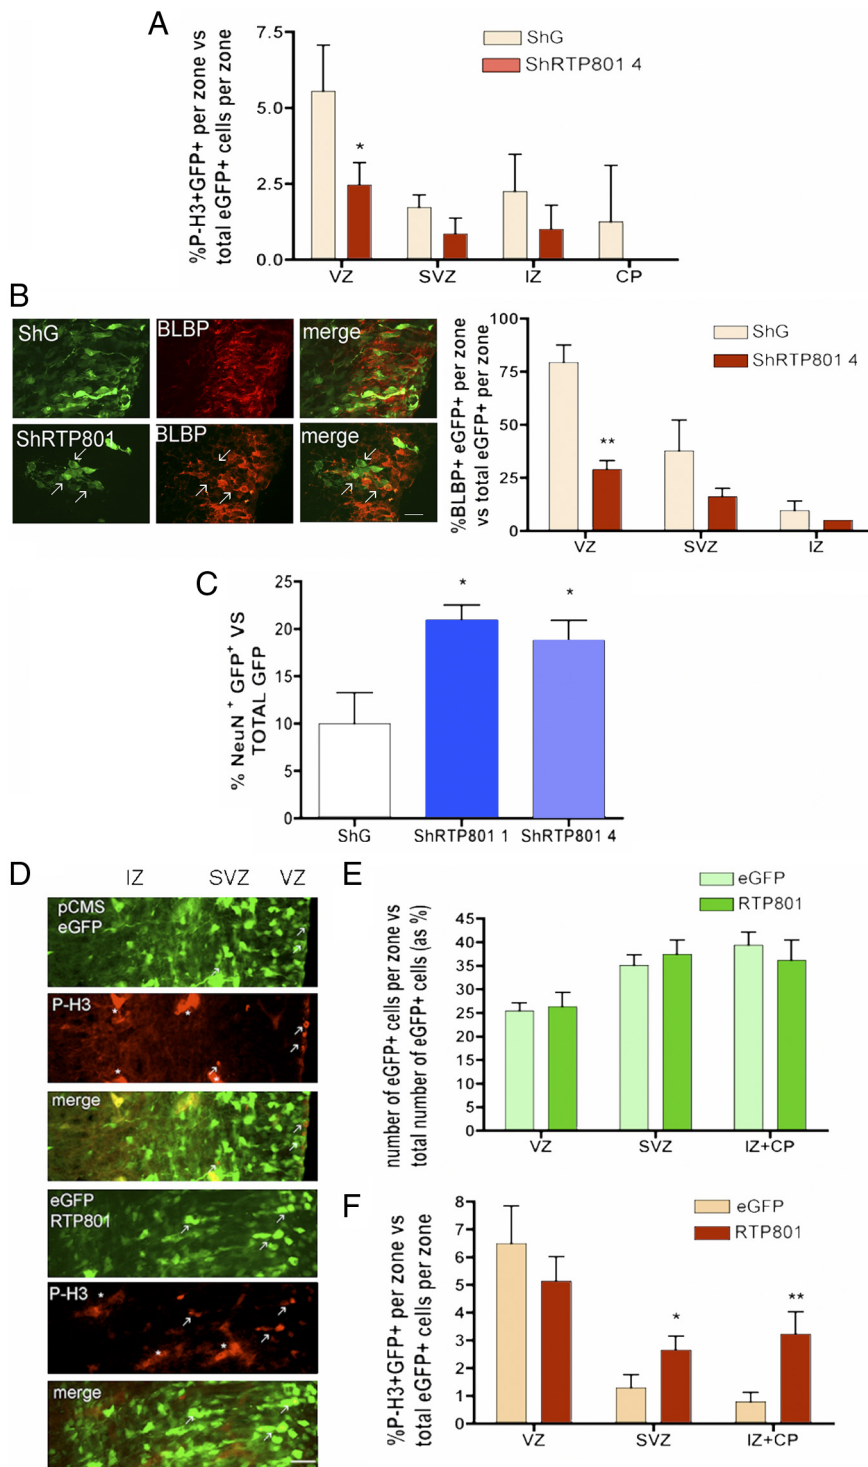 A
%P-H3+GFP+ per zone vs
total eGFP+ cells per zone
7.5
5.0
2.5
0.0
ShG
ShRTP801 4
*
VZ SVZ IZ CP
B
ShG BLBP merge
ShRTP801 BLBP merge
%BLBP+ eGFP+ per zone
vs total eGFP+ per zone
100
75
50
25
0
ShG
ShRTP801 4
**
VZ SVZ IZ
C
% NeuN + GFP+ VS
TOTAL GFP
25
20
15
10
5
0
* *
ShG ShRTP801 1 ShRTP801 4
D
IZ SVZ VZ
pCMS
eGFP
P-H3
* *
* *
merge
eGFP
RTP801
P-H3 *
* *
merge
E
number of eGFP+ cells per zone vs
total number of eGFP+ cells (as %)
eGFP
RTP801
45
40
35
30
25
20
15
10
5
0
VZ SVZ IZ+CP
F
%P-H3+GFP+ per zone vs
total eGFP+ cells per zone
8
7
6
5
4
3
2
1
0
eGFP
RTP801
* **
VZ SVZ IZ+CP